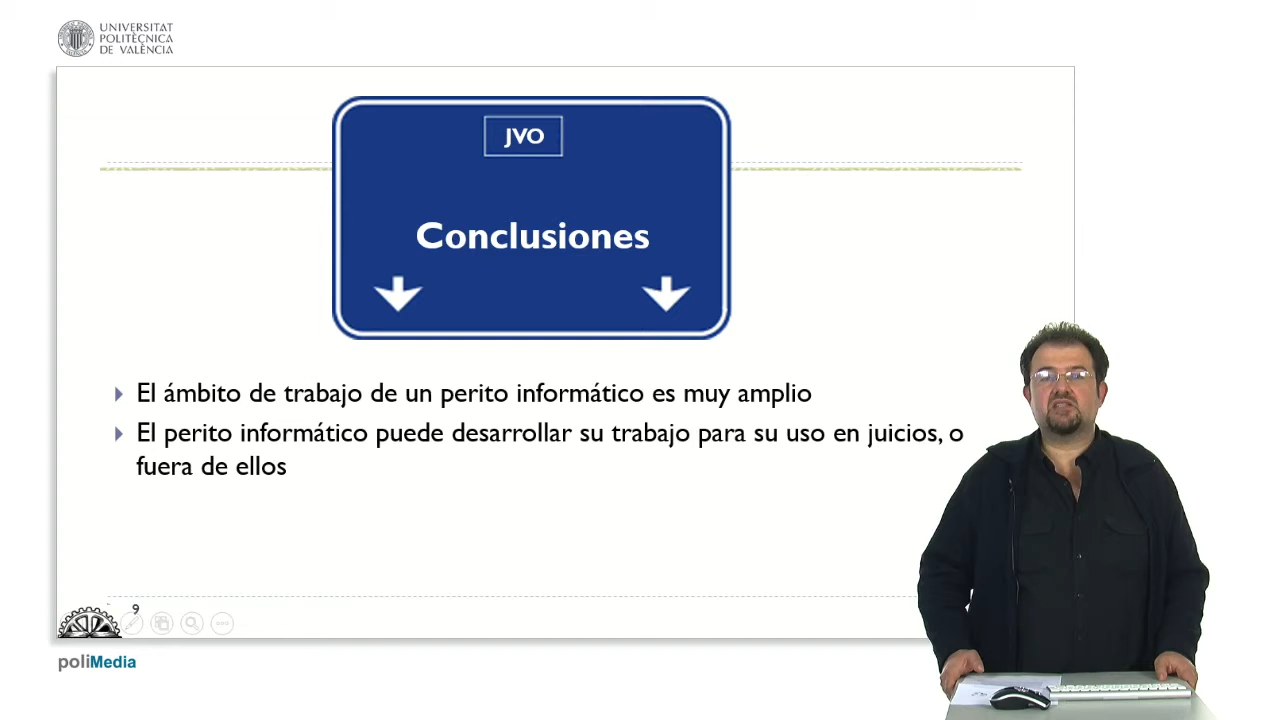 UNIVERSITAT
POLITÈCNICA
DE VALÈNCIA
JVO
Conclusiones
El ámbito de trabajo de un perito informático es muy amplio
El perito informático puede desarrollar su trabajo para su uso en juicios, o
fuera de ellos
9
poliMedia